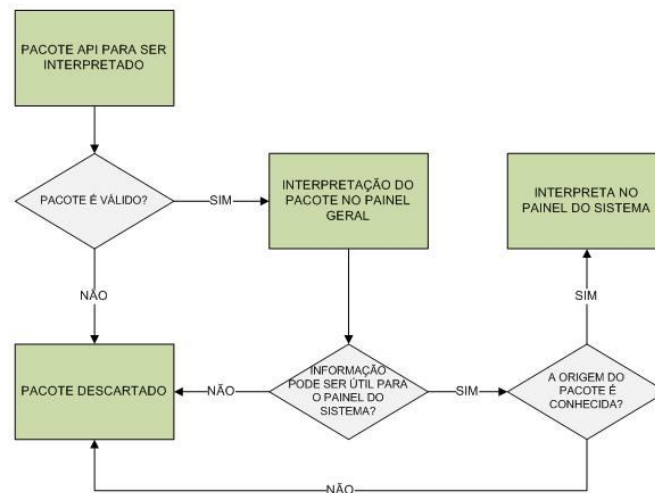 PACOTE API PARA SER
INTERPRETADO
PACOTE É VÁLIDO?
SIM
INTERPRETAÇÃO DO
PACOTE NO PAINEL
GERAL
INTERPRETA NO
PAINEL DO SISTEMA
NÃO
SIM
PACOTE DESCARTADO
NÃO
INFORMAÇÃO
PODE SER ÚTIL PARA
O PAINEL DO
SISTEMA?
SIM
A ORIGEM DO
PACOTE É
CONHECIDA?
NÃO